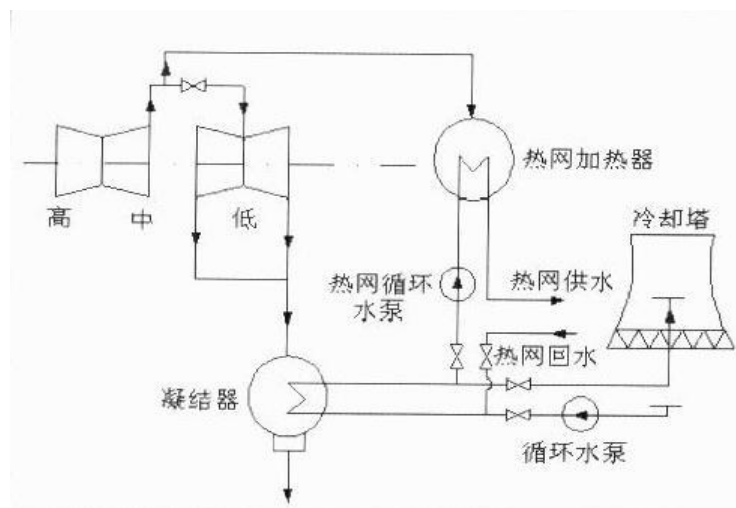 热网加热器
高
中
低
冷却塔
热网循环
水泵
热网供水
热网回水
凝结器
循环水泵